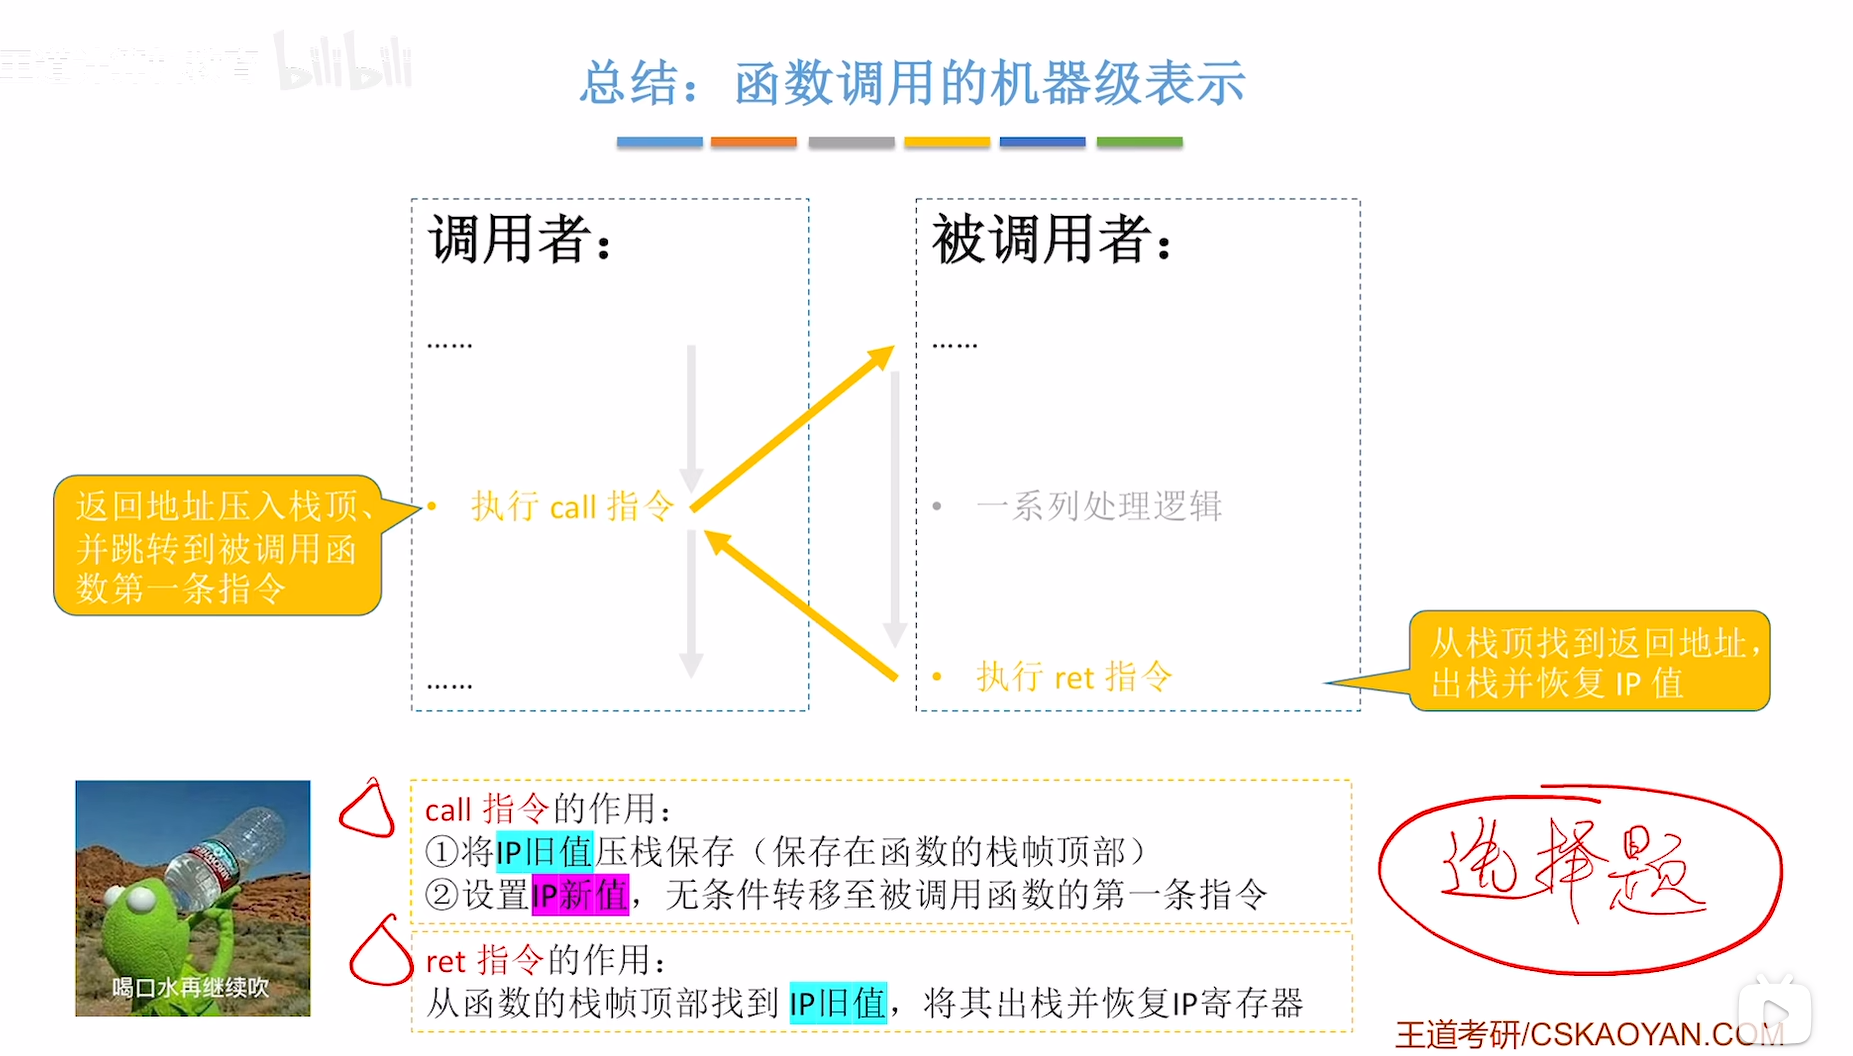 bilibili
总结：函数调用的机器级表示
调用者：
……
• 执行 call 指令
……
被调用者：
……
• 一系列处理逻辑
• 执行 ret 指令
返回地址压入栈顶、
并跳转到被调用函
数第一条指令
从栈顶找到返回地址，
出栈并恢复 IP 值
call 指令的作用：
①将IP旧值压栈保存（保存在函数的栈帧顶部）
②设置IP新值，无条件转移至被调用函数的第一条指令
ret 指令的作用：
从函数的栈帧顶部找到 IP旧值，将其出栈并恢复IP寄存器
选择题
喝口水再继续吹
王道考研/CSKAOYAN.COM